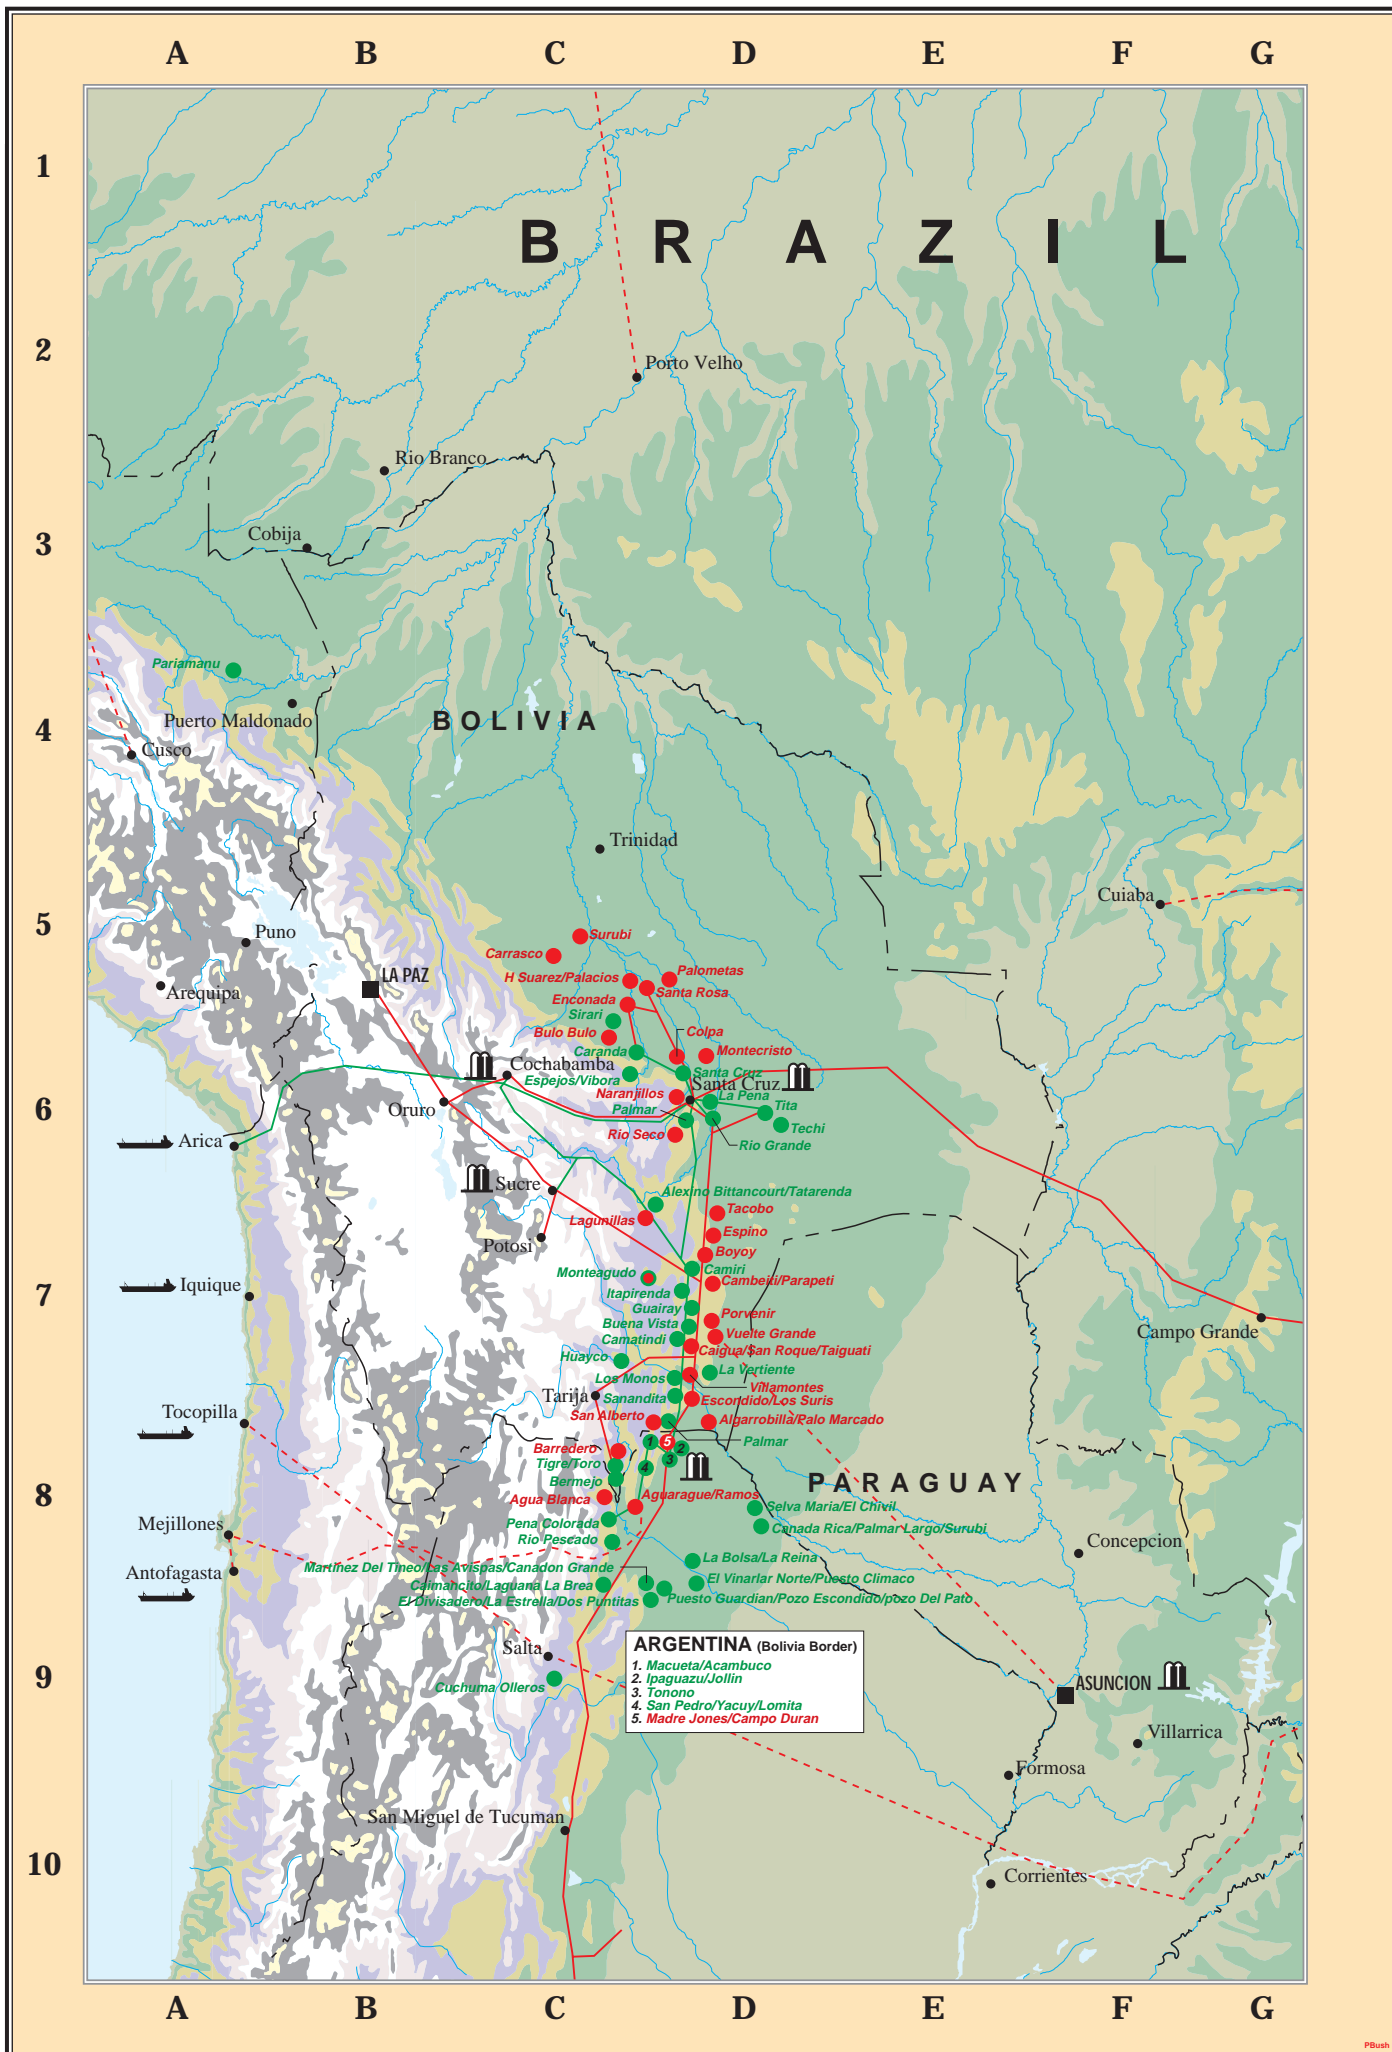 A B C D E F G
1
B R A Z I L
2
Porto Velho
Rio Branco
3
Cobija
Pariamanu
Puerto Maldonado
BOLIVIA
4
Cusco
Trinidad
Cuiaba
5
Puno
Surubi
Carrasco
LA PAZ
H Suarez/Palacios
Palometas
Arequipa
Santa Rosa
Enconada
Sirari
Bulo Bulo
Colpa
Caranda
Montecristo
Cochabamba
Espejos/Vibora
Santa Cruz
Santa Cruz
Naranjillos
La Pena
6
Oruro
Palmar
Tita
Techi
Arica
Rio Seco
Rio Grande
Sucre
Alexino Bittancourt/Tatarenda
Tacobo
Lagunillas
Espino
Potosi
Boyoy
Monteagudo
Camiri
Iquique
Cambeiti/Parapeti
7
Itapirenda
Guairay
Porvenir
Buena Vista
Vuelte Grande
Campo Grande
Camatindi
Caigua/San Roque/Taiguati
Huayco
La Vertiente
Los Monos
Villamontes
Tarija
Sanandita
Escondido/Los Suris
Tocopilla
San Alberto
Algarrobilla/Palo Marcado
Palmar
1
5
2
3
4
Barredero
Tigre/Toro
Bermejo
PARAGUAY
8
Agua Blanca
Aguarague/Ramos
Selva Maria/El Chivil
Mejillones
Pena Colorada
Canada Rica/Palmar Largo/Surubi
Rio Pescado
Concepcion
Antofagasta
Martinez Del Tineo/Las Avispas/Canadon Grande
La Bolsa/La Reina
Caimahcito/Laguana La Brea
El Vinarlar Norte/Puesto Climaco
El Divisadero/La Estrella/Dos Puntitas
Puesto Guardian/Pozo Escondido/pozo Del Pato
Salta
9
Cuchuma Olleros
ARGENTINA (Bolivia Border)
1. Macueta/Acambuco
2. Ipaguazu/Jollin
3. Tonono
4. San Pedro/Yacuy/Lomita
5. Madre Jones/Campo Duran
ASUNCION
Villarrica
Formosa
San Miguel de Tucuman
10
Corrientes
A B C D E F G
PBush